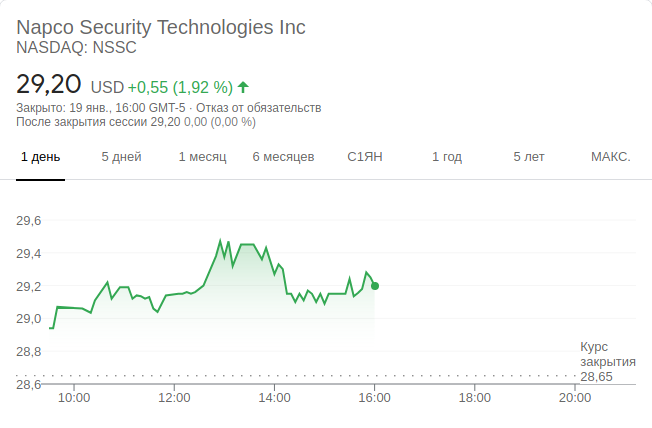 Napco Security Technologies Inc
NASDAQ: NSSC
29,20 USD +0,55 (1,92 %)
Закрыто: 19 янв., 16:00 GMT-5 · Отказ от обязательств
После закрытия сессии 29,20 0,00 (0,00 %)
1 день 5 дней 1 месяц 6 месяцев С1ЯН 1 год 5 лет МАКС.
29,6
29,4
29,2
29,0
28,8
28,6
Курс
закрытия
28,65
10:00 12:00 14:00 16:00 18:00 20:00